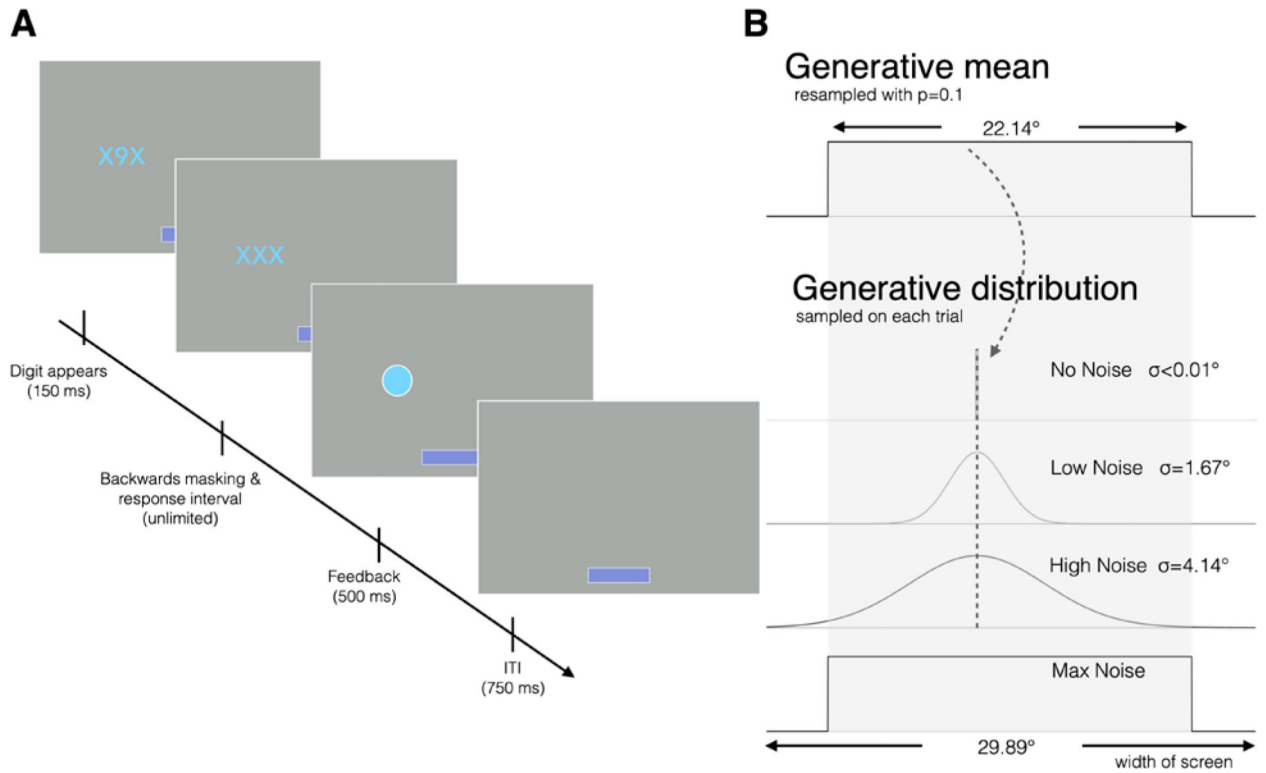 A
X9X
XXX
Digit appears
(150 ms)
Backwards masking &
response interval
(unlimited)
Feedback
(500 ms)
ITI
(750 ms)
B
Generative mean
resampled with p=0.1
22.14°
Generative distribution
sampled on each trial
No Noise σ<0.01°
Low Noise σ=1.67°
High Noise σ=4.14°
Max Noise
29.89°
width of screen